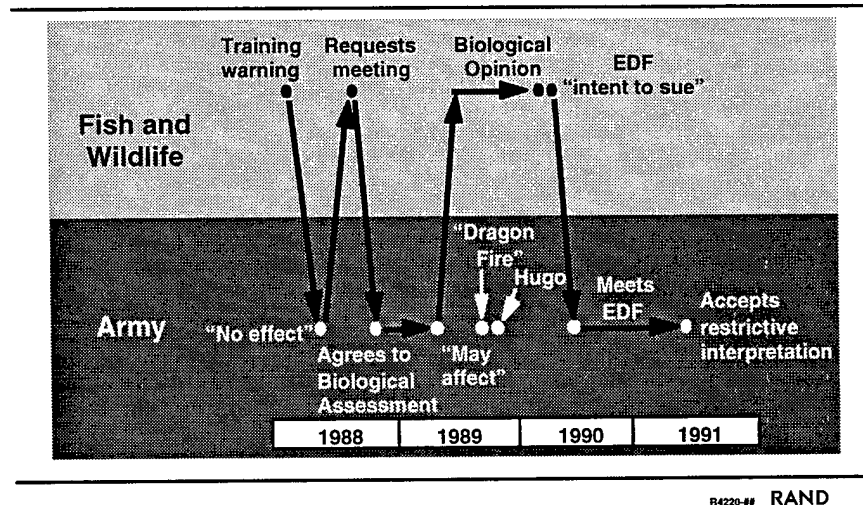 Training
warning
Requests
meeting
Biological
Opinion
EDF
“intent to sue”
Fish and
Wildlife
“Dragon
Fire”
Hugo
Meets
EDF
Accepts
restrictive
interpretation
Army
“No effect”
Agrees to
Biological
Assessment
“May
affect”
1988
1989
1990
1991
R4220-## RAND